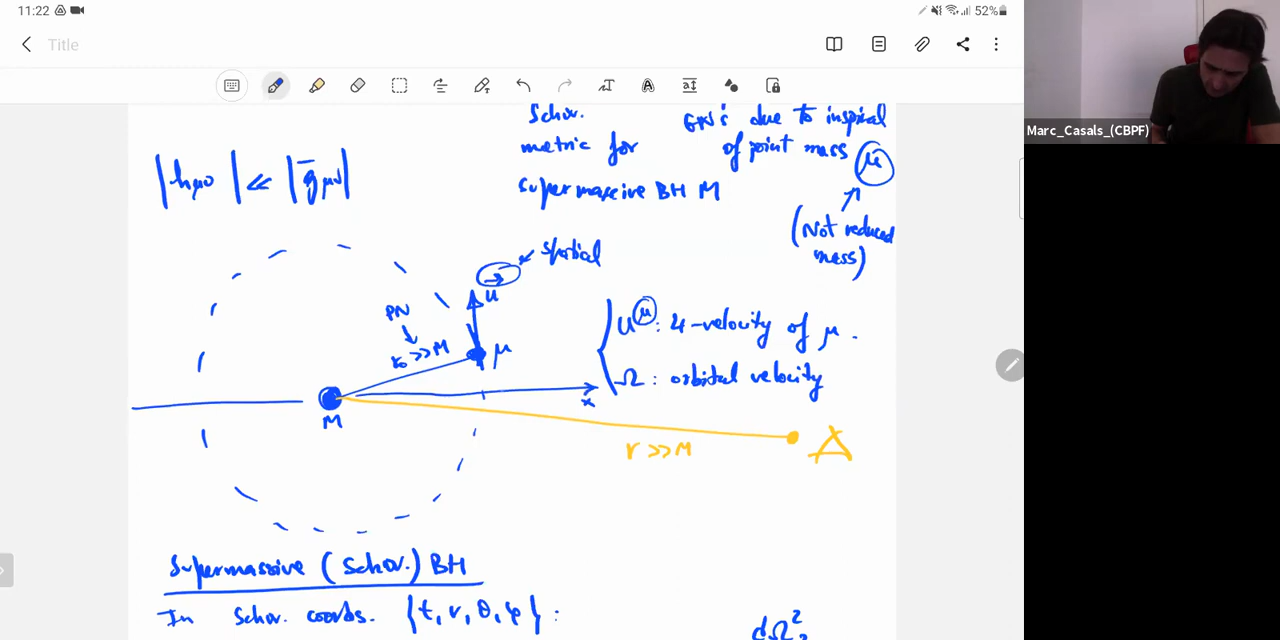 11:22
52%
Title
Marc_Casals_(CBPF)
Schw.
metric for
supermassive BH M
GW's due to inspiral
of point mass μ
(Not reduced
mass)
|hμν| ≪ |ḡμν|
spatial
u
PN
r₀ >> M
μ
M
x
u^μ: 4-velocity of μ.
Ω: orbital velocity
r >> M
Supermassive (Schw.) BH
In Schw. coords. {t, r, θ, φ}:
dΩ₂²